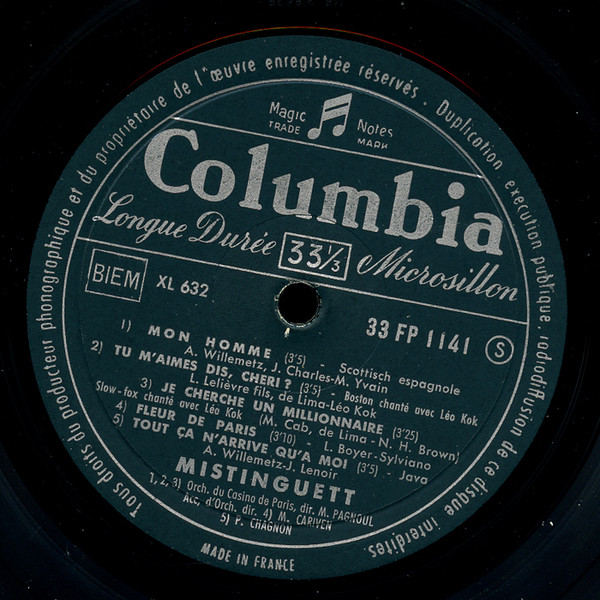 Tous droits du producteur phonographique et du propriétaire de l'œuvre enregistrée réservés. Duplication, exécution publique, radiodiffusion de ce disque interdites.
Magic Notes
TRADE MARK
Columbia
Longue Durée 33⅓ Microsillon
BIEM XL 632
33 FP 1141 S
1) MON HOMME (3'5) - Scottisch espagnole
A. Willemetz, J. Charles-M. Yvain
2) TU M'AIMES DIS, CHERI? (3'5) - Boston chanté avec Léo Kok
L. Lelièvre fils, de Lima-Léo Kok
3) JE CHERCHE UN MILLIONNAIRE (3'25)
Slow-fox chanté avec Léo Kok (M. Cab, de Lima - N. H. Brown)
4) FLEUR DE PARIS (3'10) - L. Boyer-Sylviano
5) TOUT ÇA N'ARRIVE QU'A MOI (3'5) - Java
A. Willemetz-J. Lenoir
MISTINGUETT
1, 2, 3) Orch. du Casino de Paris, dir. M. PAGNOUL
Acc. d'Orch. dir. 4) M. CARIVEN
5) P. CHAGNON
MADE IN FRANCE